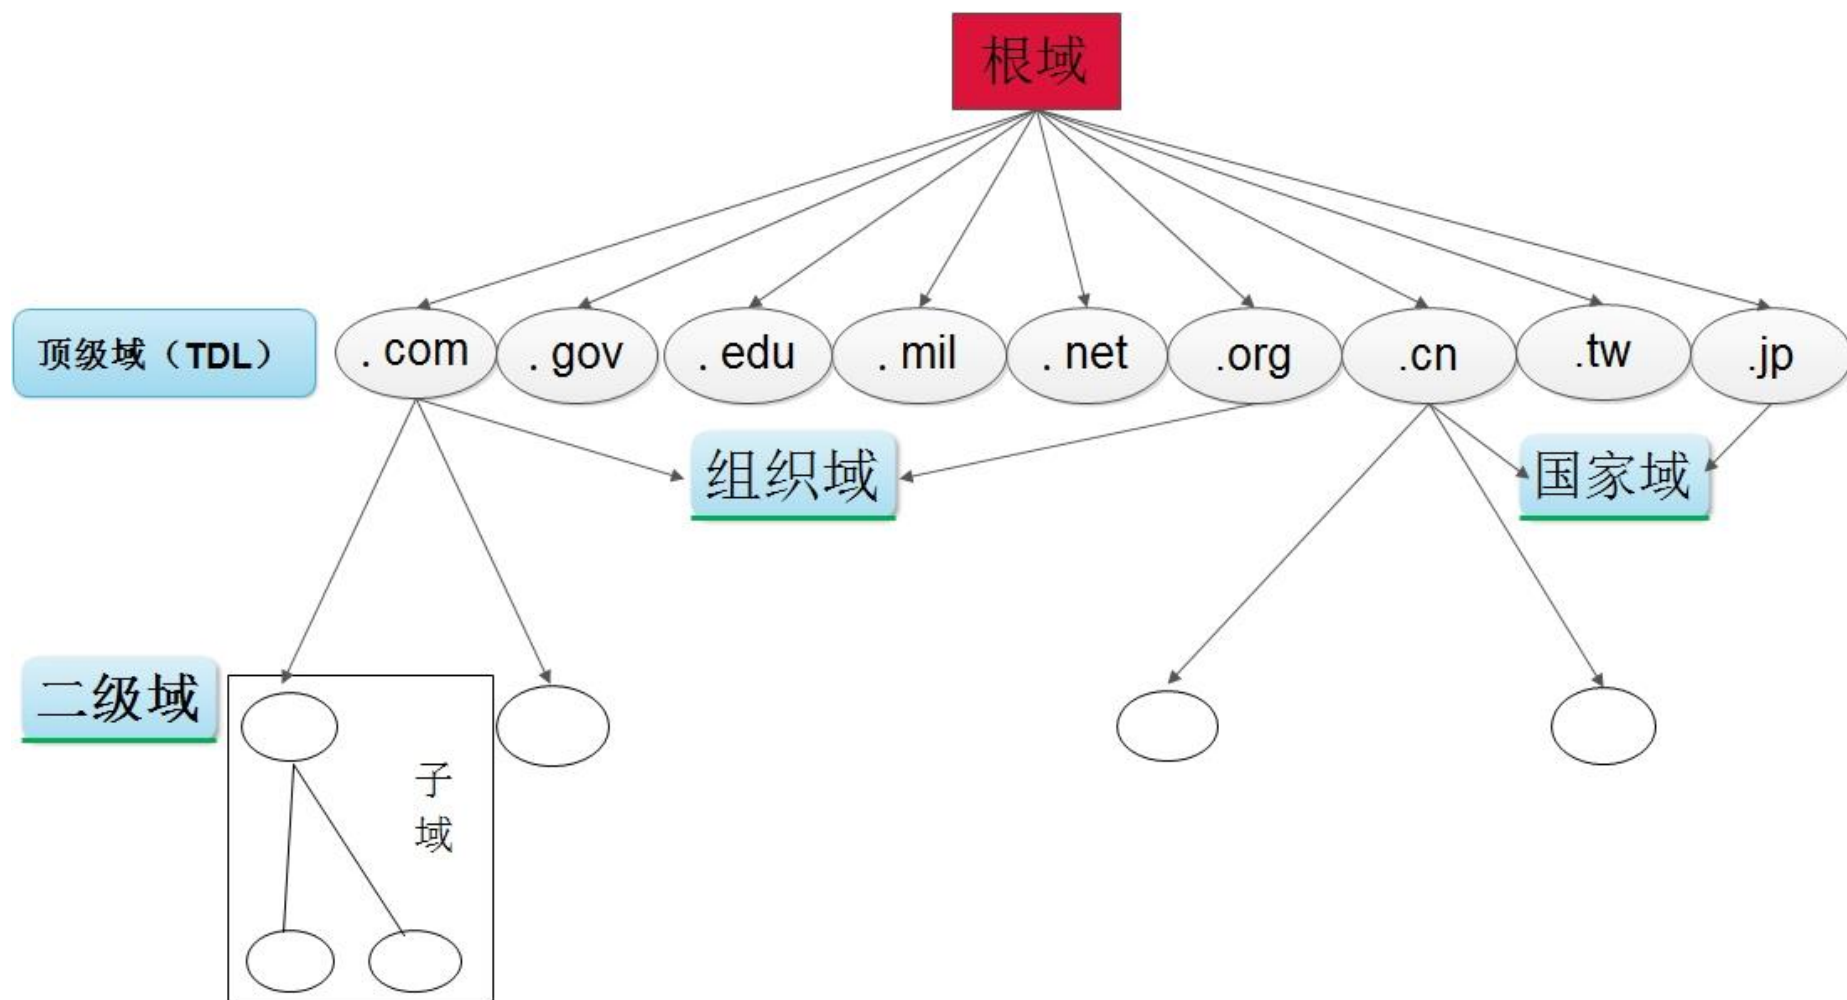 根域
顶级域（TDL）
. com
. gov
. edu
. mil
. net
.org
.cn
.tw
.jp
组织域
国家域
二级域
子
域